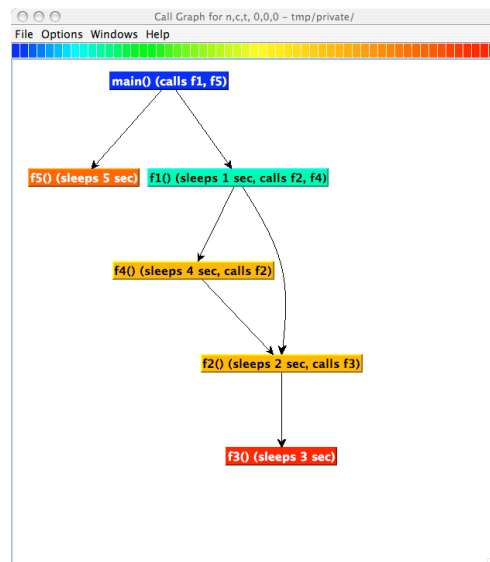 Call Graph for n,c,t, 0,0,0 – tmp/private/
File Options Windows Help
main() (calls f1, f5)
f5() (sleeps 5 sec)
f1() (sleeps 1 sec, calls f2, f4)
f4() (sleeps 4 sec, calls f2)
f2() (sleeps 2 sec, calls f3)
f3() (sleeps 3 sec)